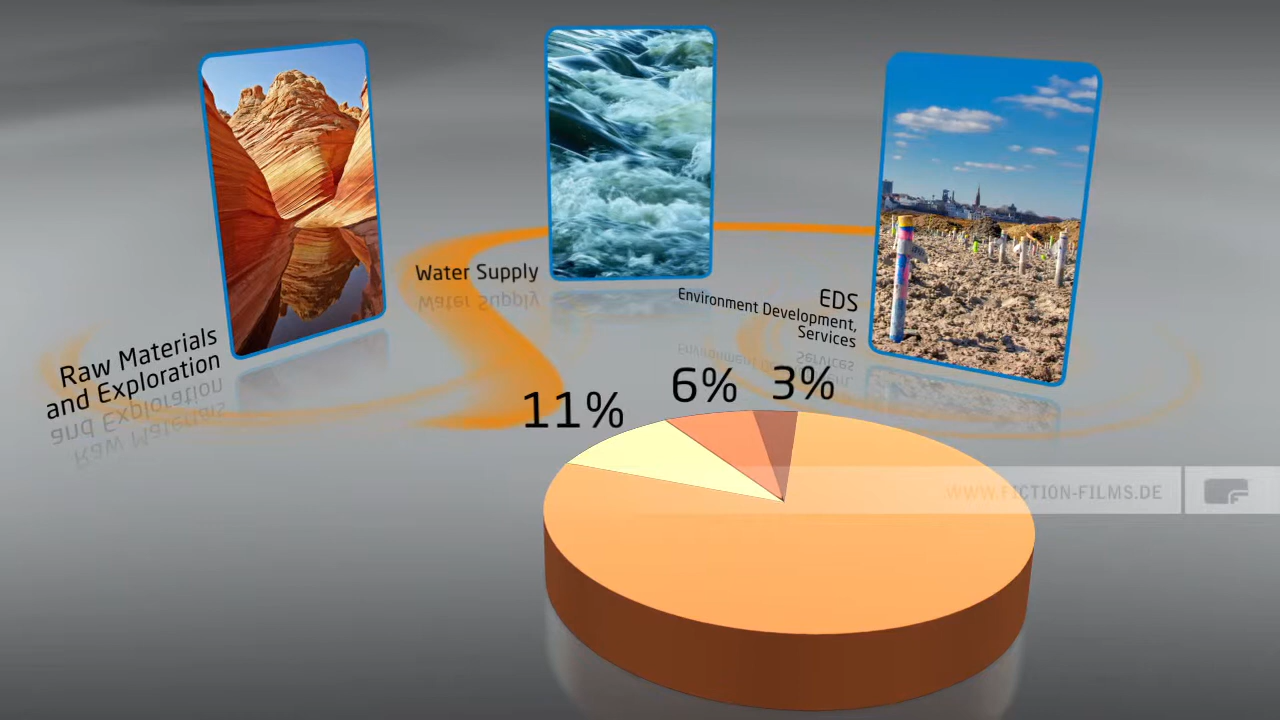 Raw Materials
and Exploration
Water Supply
EDS
Environment Development,
Services
11%
6%
3%
WWW.FICTION-FILMS.DE